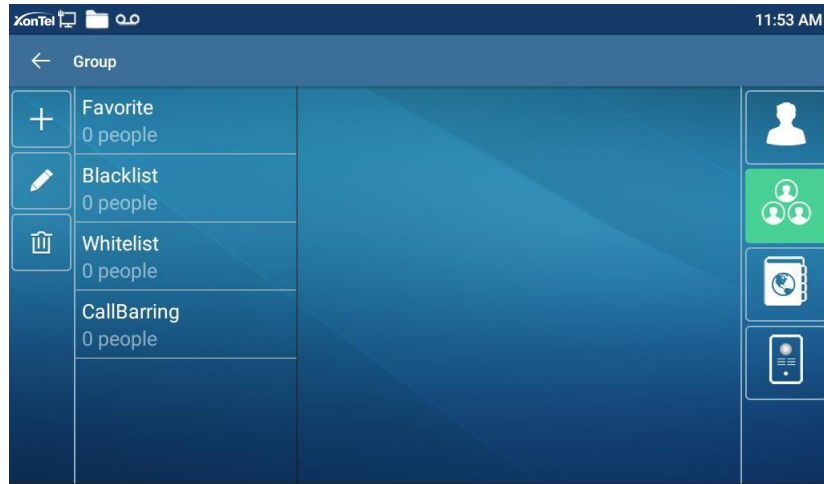 XonTel
11:53 AM
Group
Favorite
0 people
Blacklist
0 people
Whitelist
0 people
CallBarring
0 people